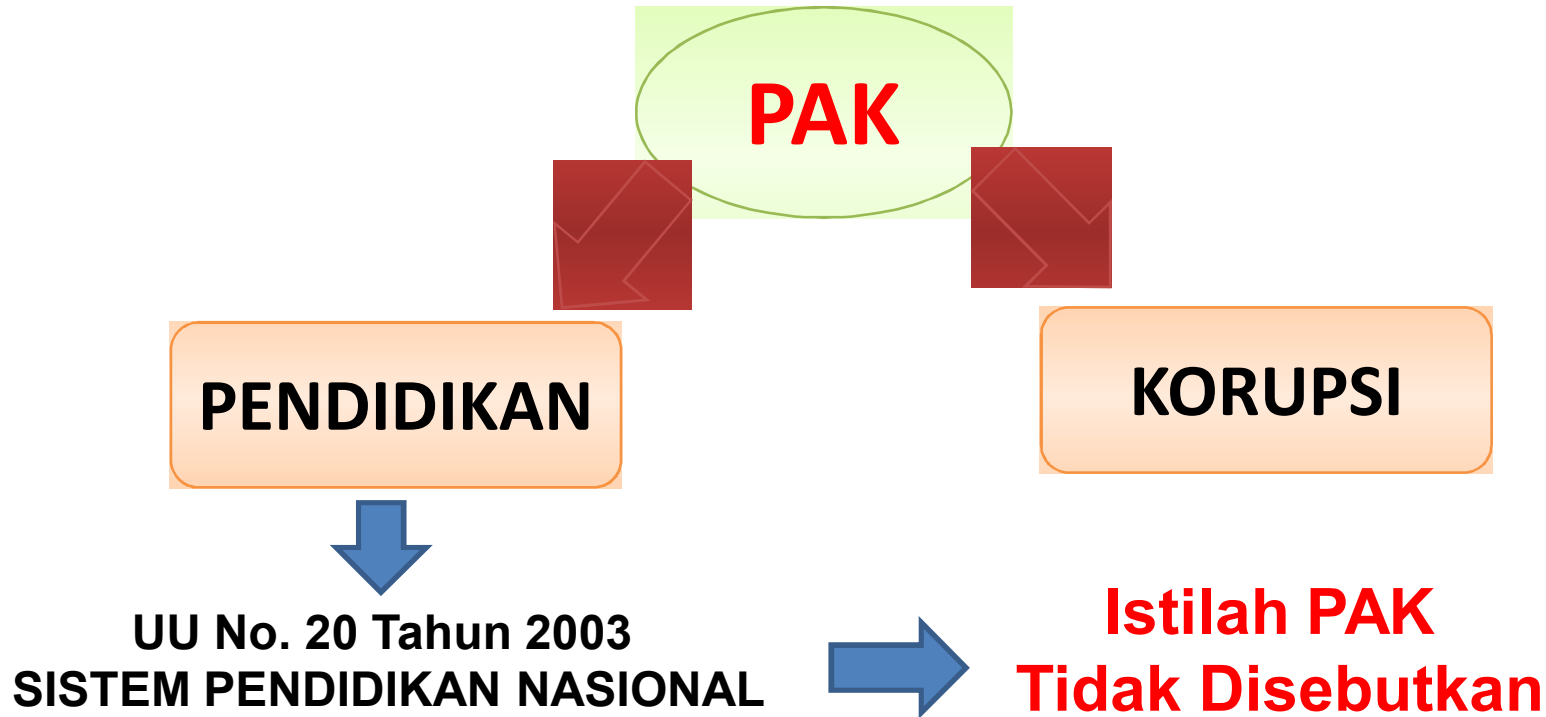 PAK
PENDIDIKAN
KORUPSI
UU No. 20 Tahun 2003
SISTEM PENDIDIKAN NASIONAL
Istilah PAK
Tidak Disebutkan